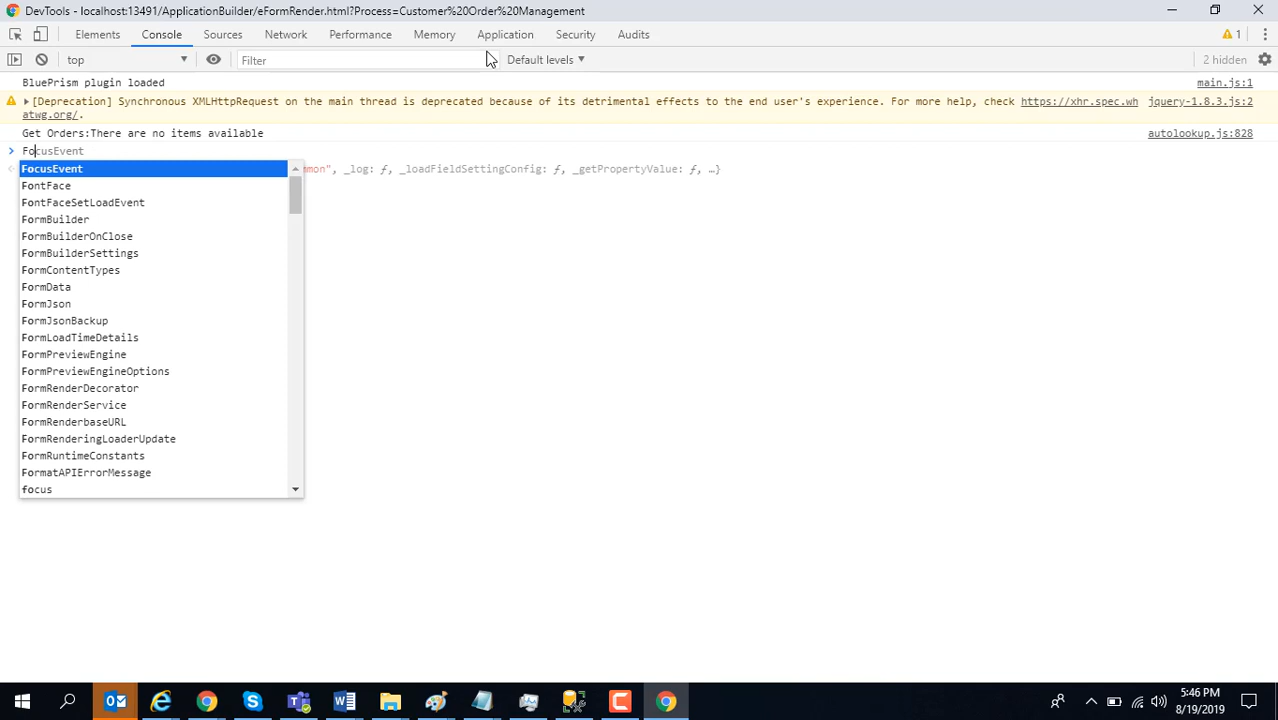 DevTools - localhost:13491/ApplicationBuilder/eFormRender.html?Process=Customer%20Order%20Management
Elements Console Sources Network Performance Memory Application Security Audits 1
top Filter Default levels 2 hidden
BluePrism plugin loaded main.js:1
[Deprecation] Synchronous XMLHttpRequest on the main thread is deprecated because of its detrimental effects to the end user's experience. For more help, check https://xhr.spec.wh jquery-1.8.3.js:2
atwg.org/.
Get Orders:There are no items available autolookup.js:828
FocusEvent
FocusEvent mmon", _log: ƒ, _loadFieldSettingConfig: ƒ, _getPropertyValue: ƒ, …}
FontFace
FontFaceSetLoadEvent
FormBuilder
FormBuilderOnClose
FormBuilderSettings
FormContentTypes
FormData
FormJson
FormJsonBackup
FormLoadTimeDetails
FormPreviewEngine
FormPreviewEngineOptions
FormRenderDecorator
FormRenderService
FormRenderbaseURL
FormRenderingLoaderUpdate
FormRuntimeConstants
FormatAPIErrorMessage
focus
5:46 PM
8/19/2019